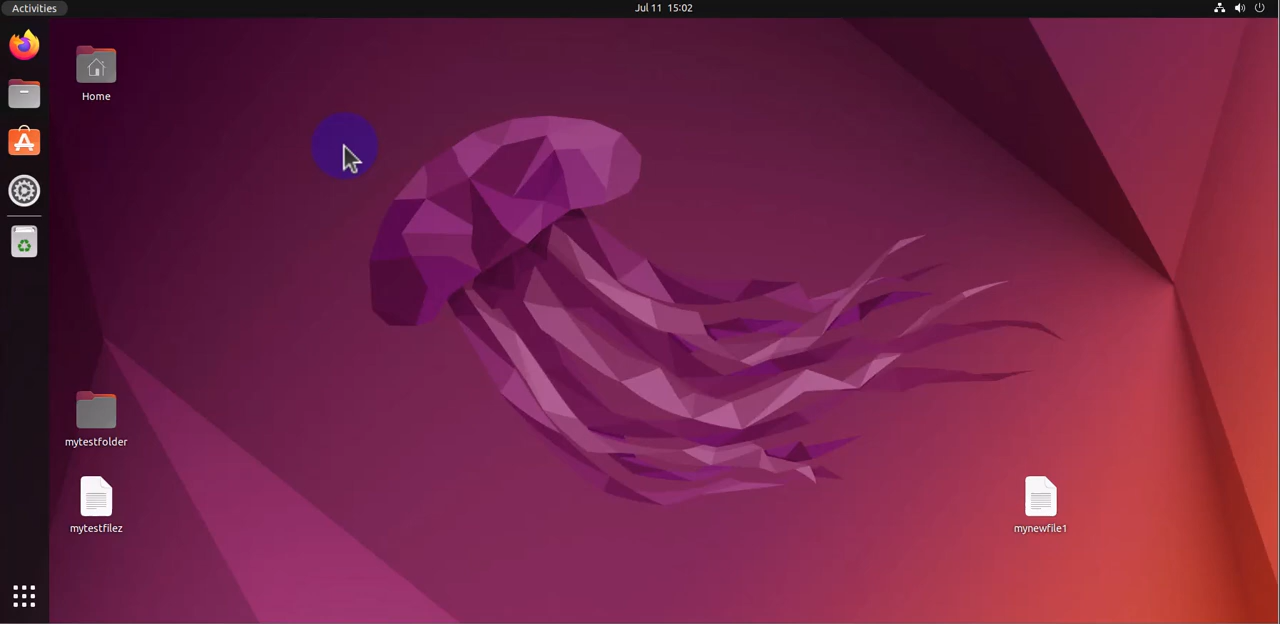 Activities
Jul 11 15:02
Home
mytestfolder
mytestfilez
mynewfile1